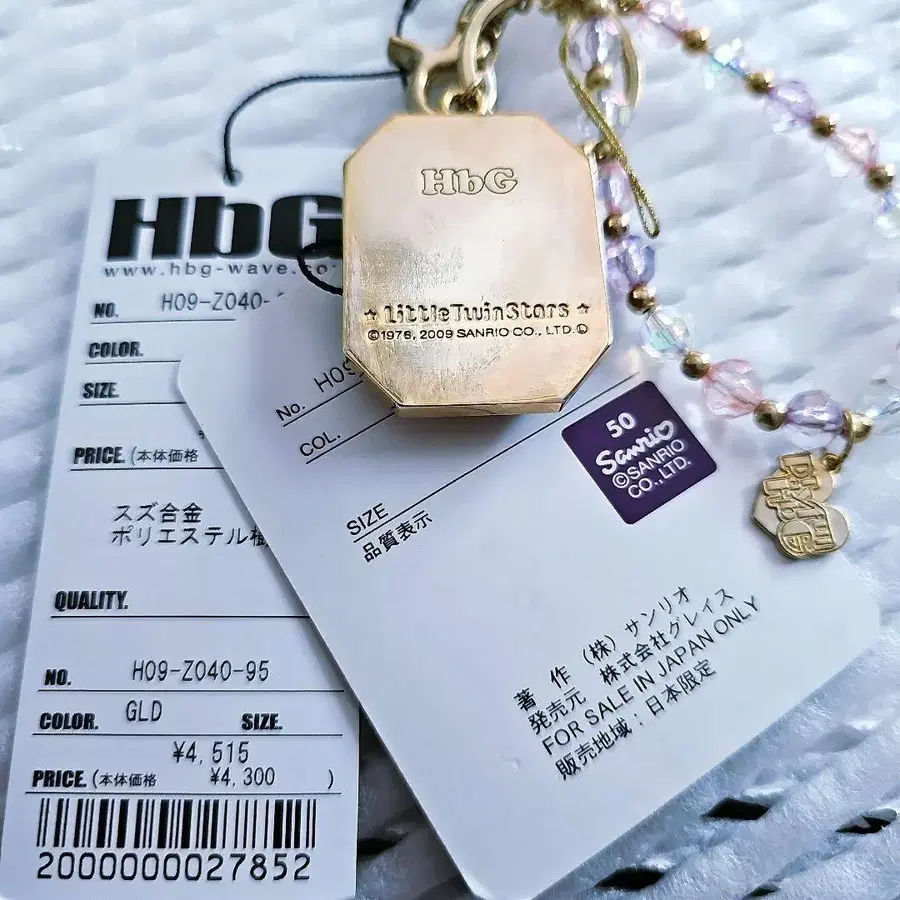 HbG
www.hbg-wave.co
NO. H09-Z040-
COLOR.
SIZE.
PRICE. (本体価格
スズ合金
ポリエステル樹
QUALITY.
NO. H09-Z040-95
COLOR. GLD SIZE.
¥4,515
PRICE. (本体価格 ¥4,300 )
2000000027852
HbG
★ LittleTwinStars ★
©1976, 2009 SANRIO CO., LTD.
No. H09
COL.
SIZE
品質表示
50
Sanrio
©SANRIO
CO.,LTD.
著 作 (株) サンリオ
発売元 株式会社グレイス
FOR SALE IN JAPAN ONLY
販売地域:日本限定
HbG